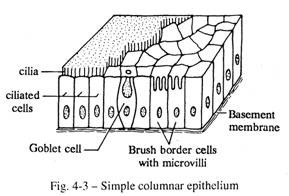 cilia
ciliated
cells
Goblet cell
Brush border cells
with microvilli
Basement
membrane
Fig. 4-3 – Simple columnar epithelium